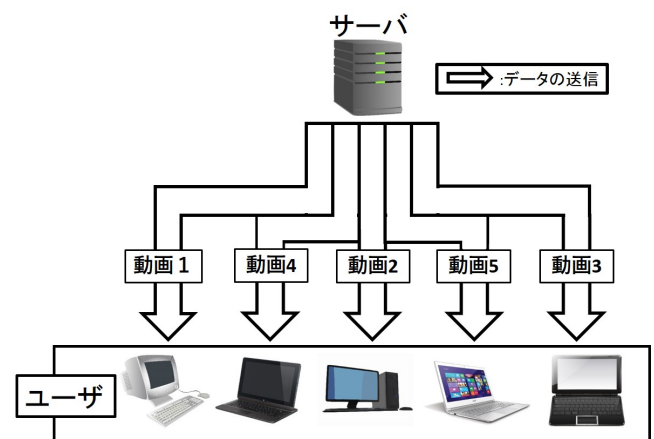 サーバ
:データの送信
動画1
動画4
動画2
動画5
動画3
ユーザ